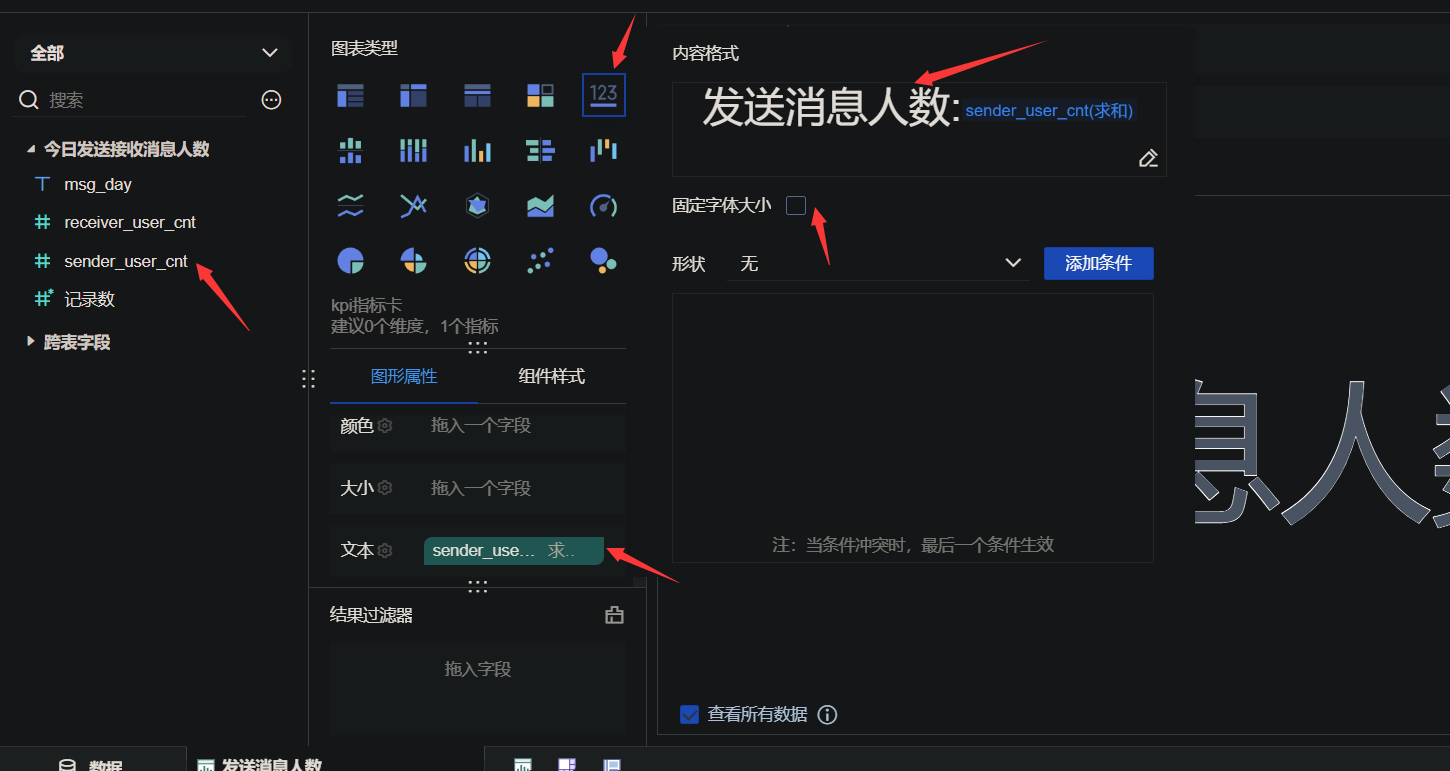 全部
搜索
今日发送接收消息人数
msg_day
receiver_user_cnt
sender_user_cnt
记录数
跨表字段
图表类型
123
kpi指标卡
建议0个维度，1个指标
图形属性
组件样式
颜色
拖入一个字段
大小
拖入一个字段
文本
sender_use... 求..
结果过滤器
拖入字段
内容格式
发送消息人数:sender_user_cnt(求和)
固定字体大小
形状
无
添加条件
注：当条件冲突时，最后一个条件生效
息人数
查看所有数据
数据
发送消息人数